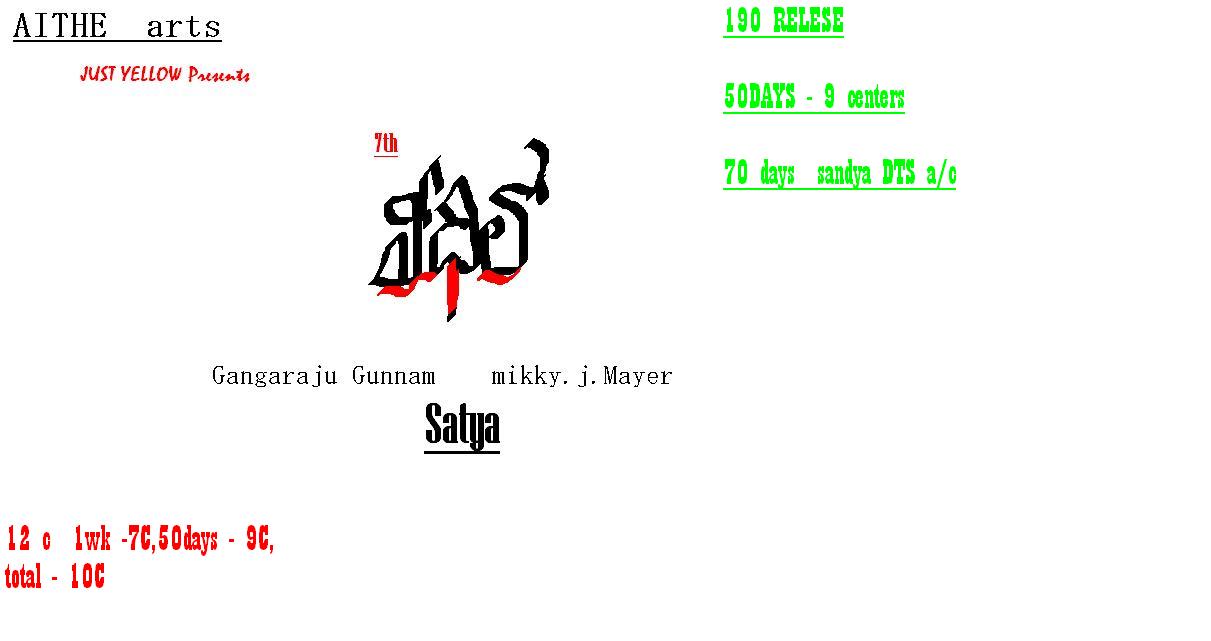 AITHE arts
JUST YELLOW Presents
7th
Gangaraju Gunnam mikky.j.Mayer
Satya
190 RELESE
50DAYS - 9 centers
70 days sandya DTS a/c
12 c 1wk -7C,50days - 9C,
total - 10C